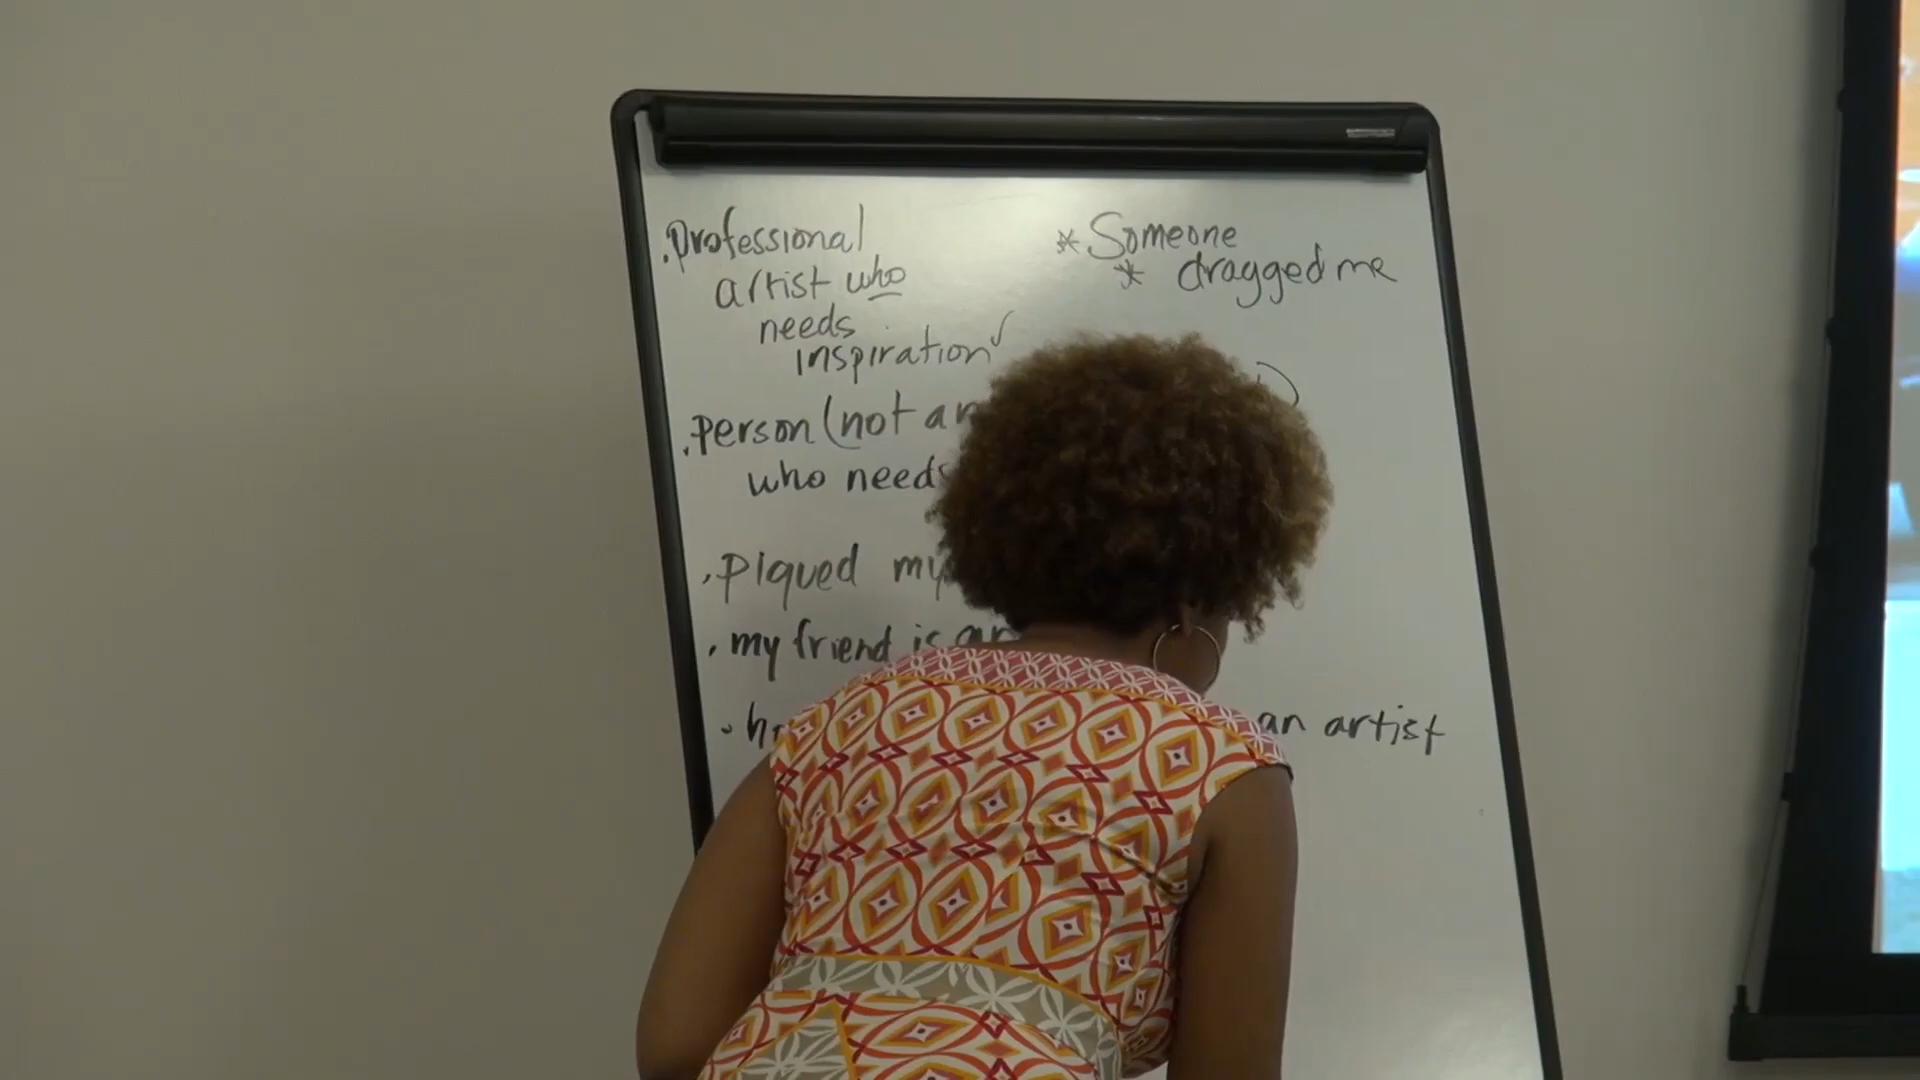 .professional
artist who
needs
inspiration✓
* Someone
* dragged me
.person (not an
who needs
.piqued my
.my friend is an
an artist